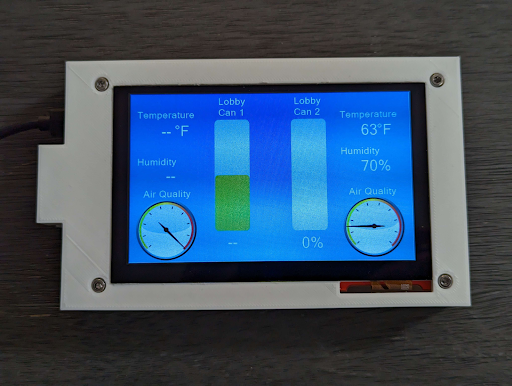 Lobby
Can 1
Temperature
-- °F
Humidity
--
Air Quality
--
Lobby
Can 2
0%
Temperature
63°F
Humidity
70%
Air Quality